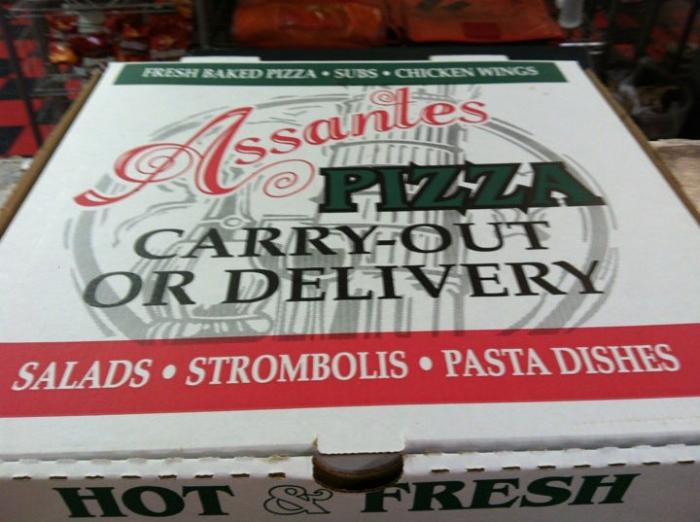 FRESH BAKED PIZZA • SUBS • CHICKEN WINGS
Assantes
PIZZA
CARRY-OUT
OR DELIVERY
SALADS • STROMBOLIS • PASTA DISHES
HOT & FRESH